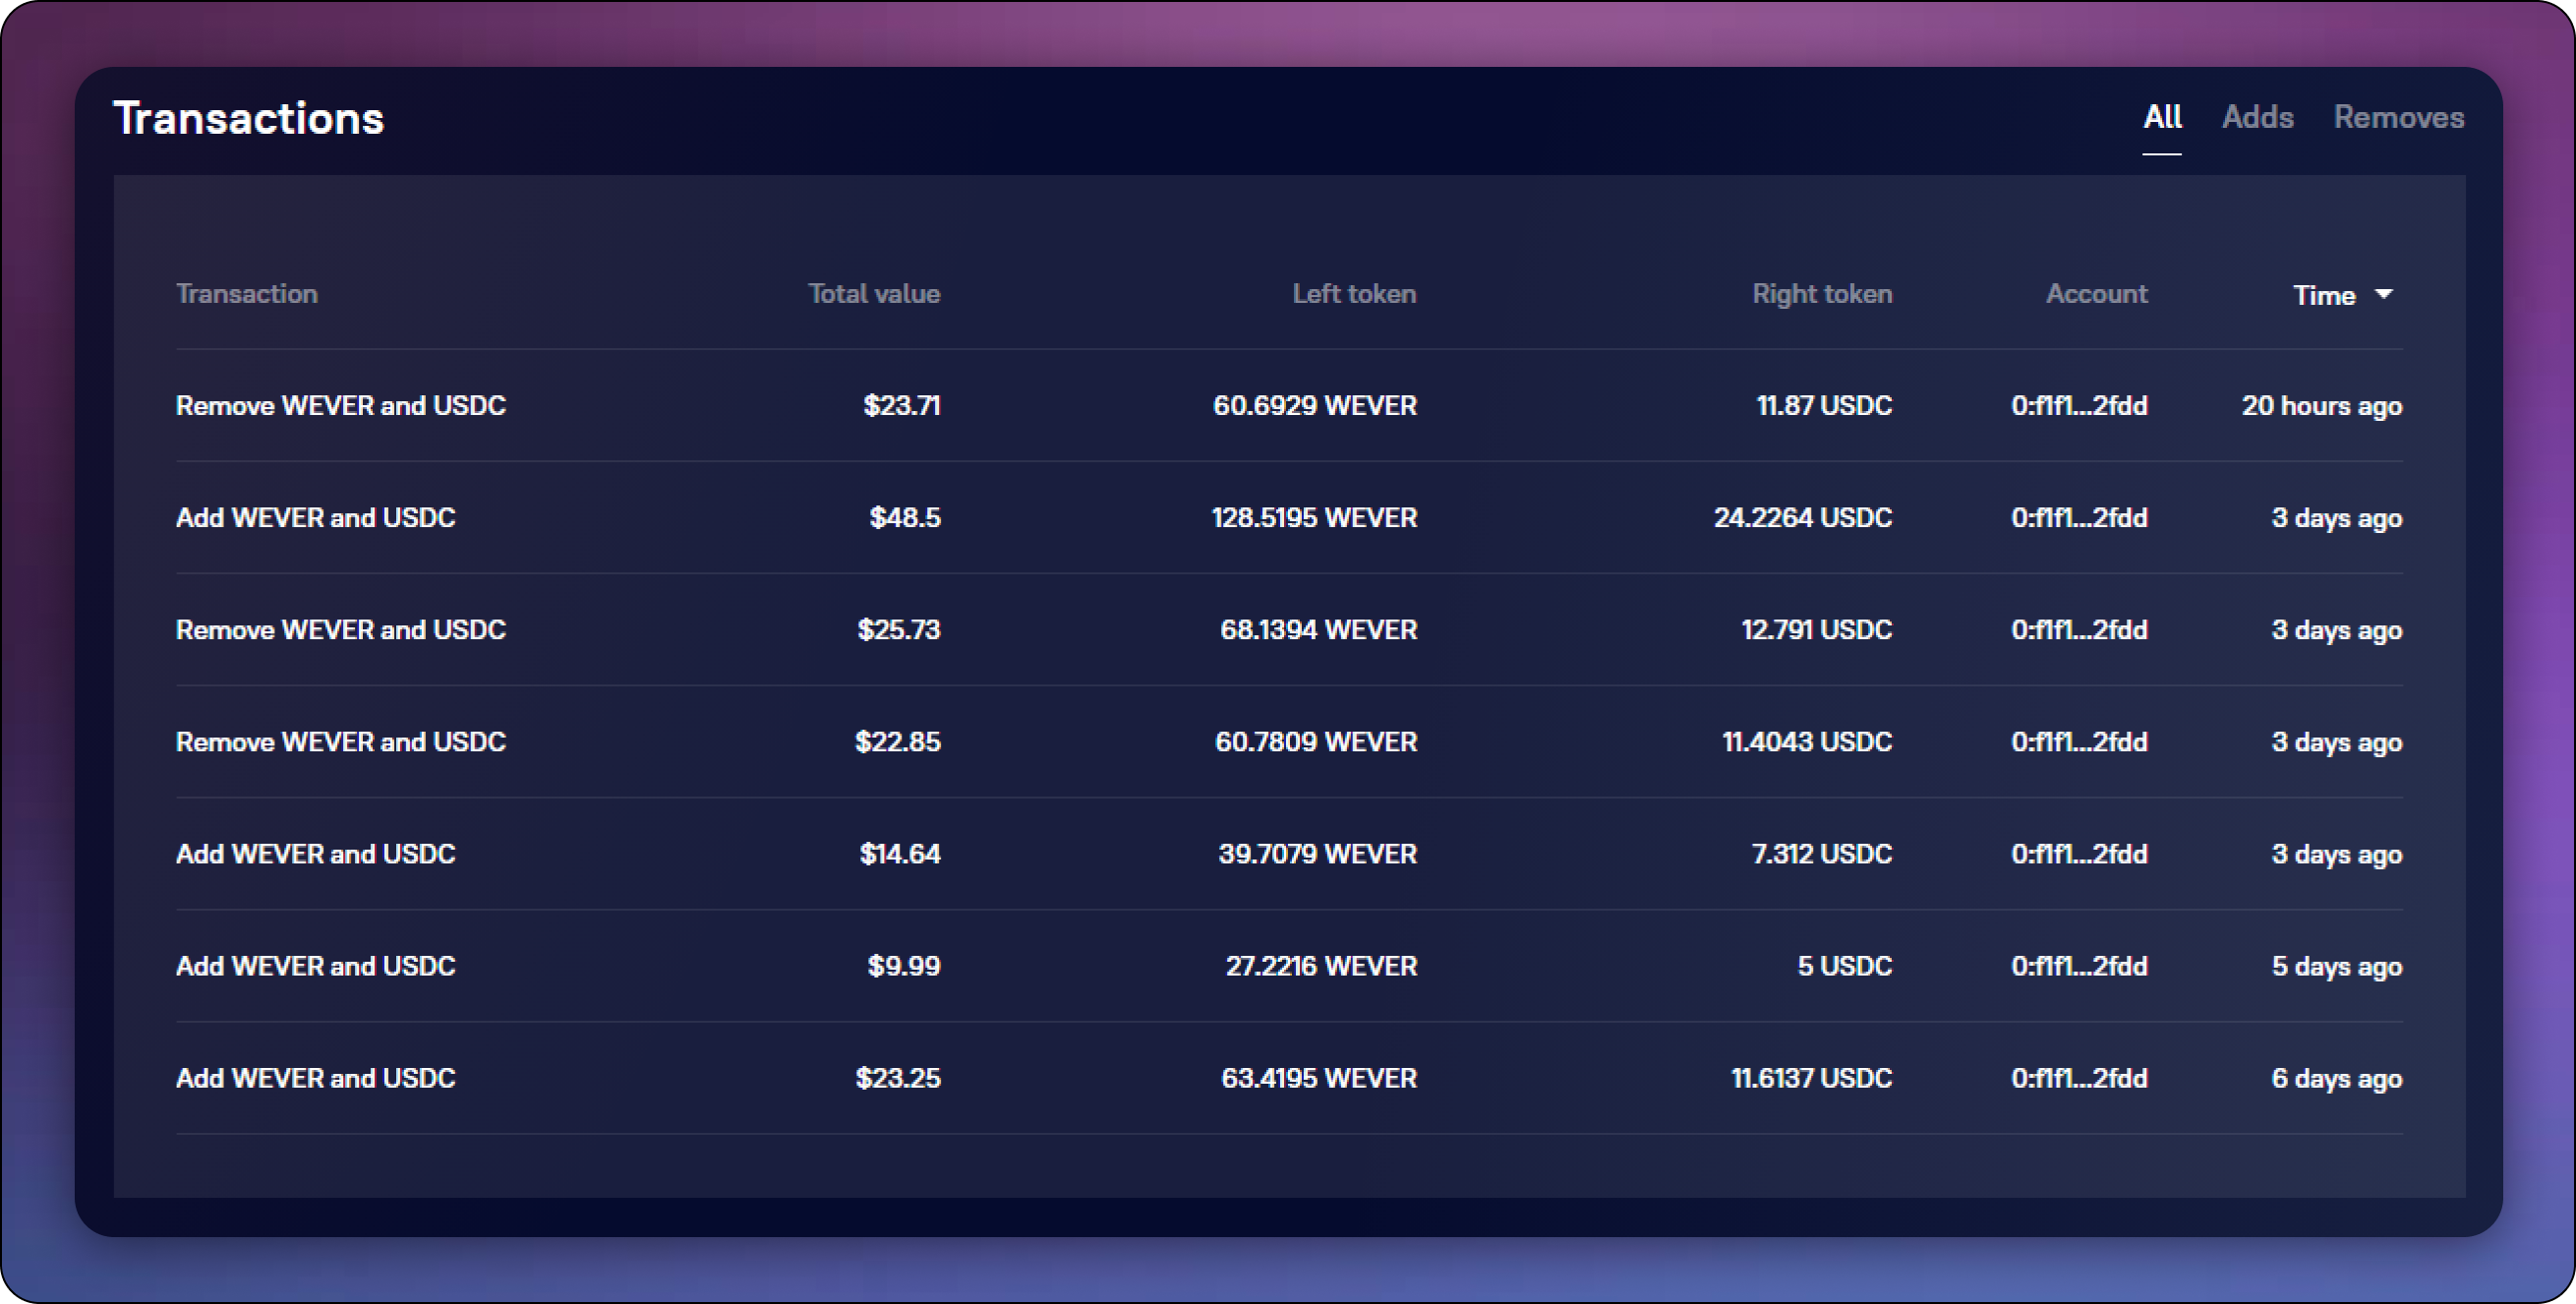 Transactions All Adds Removes
Transaction Total value Left token Right token Account Time
Remove WEVER and USDC $23.71 60.6929 WEVER 11.87 USDC 0:f1f1...2fdd 20 hours ago
Add WEVER and USDC $48.5 128.5195 WEVER 24.2264 USDC 0:f1f1...2fdd 3 days ago
Remove WEVER and USDC $25.73 68.1394 WEVER 12.791 USDC 0:f1f1...2fdd 3 days ago
Remove WEVER and USDC $22.85 60.7809 WEVER 11.4043 USDC 0:f1f1...2fdd 3 days ago
Add WEVER and USDC $14.64 39.7079 WEVER 7.312 USDC 0:f1f1...2fdd 3 days ago
Add WEVER and USDC $9.99 27.2216 WEVER 5 USDC 0:f1f1...2fdd 5 days ago
Add WEVER and USDC $23.25 63.4195 WEVER 11.6137 USDC 0:f1f1...2fdd 6 days ago